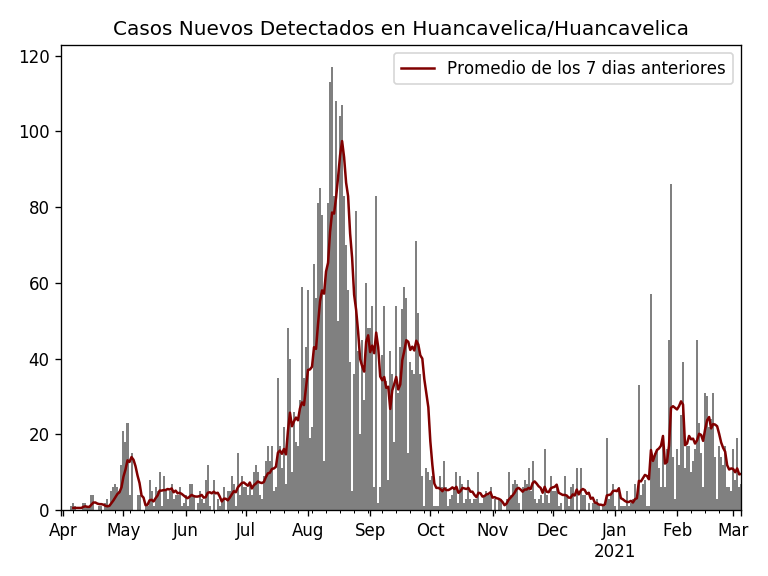 Casos Nuevos Detectados en Huancavelica/Huancavelica
Promedio de los 7 dias anteriores
120
100
80
60
40
20
0
Apr May Jun Jul Aug Sep Oct Nov Dec Jan Feb Mar
2021